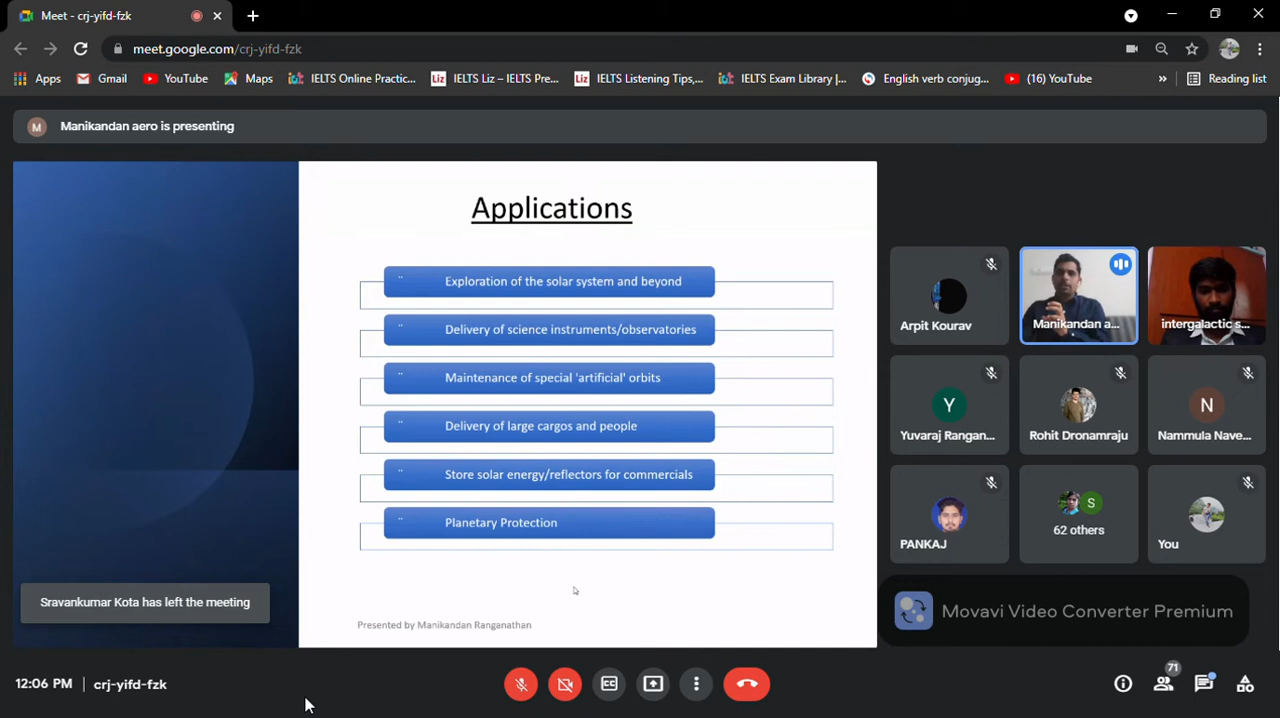 Meet - crj-yifd-fzk
meet.google.com/crj-yifd-fzk
Apps Gmail YouTube Maps IELTS Online Practic... Liz IELTS Liz – IELTS Pre... Liz IELTS Listening Tips,... IELTS Exam Library |... English verb conjug... (16) YouTube » Reading list
M Manikandan aero is presenting
Applications
Exploration of the solar system and beyond
Delivery of science instruments/observatories
Maintenance of special 'artificial' orbits
Delivery of large cargos and people
Store solar energy/reflectors for commercials
Planetary Protection
Presented by Manikandan Ranganathan
Sravankumar Kota has left the meeting
Arpit Kourav
Manikandan a...
intergalactic s...
Y
Yuvaraj Rangan...
Rohit Dronamraju
N
Nammula Nave...
PANKAJ
S
62 others
You
Movavi Video Converter Premium
12:06 PM | crj-yifd-fzk
CC
71